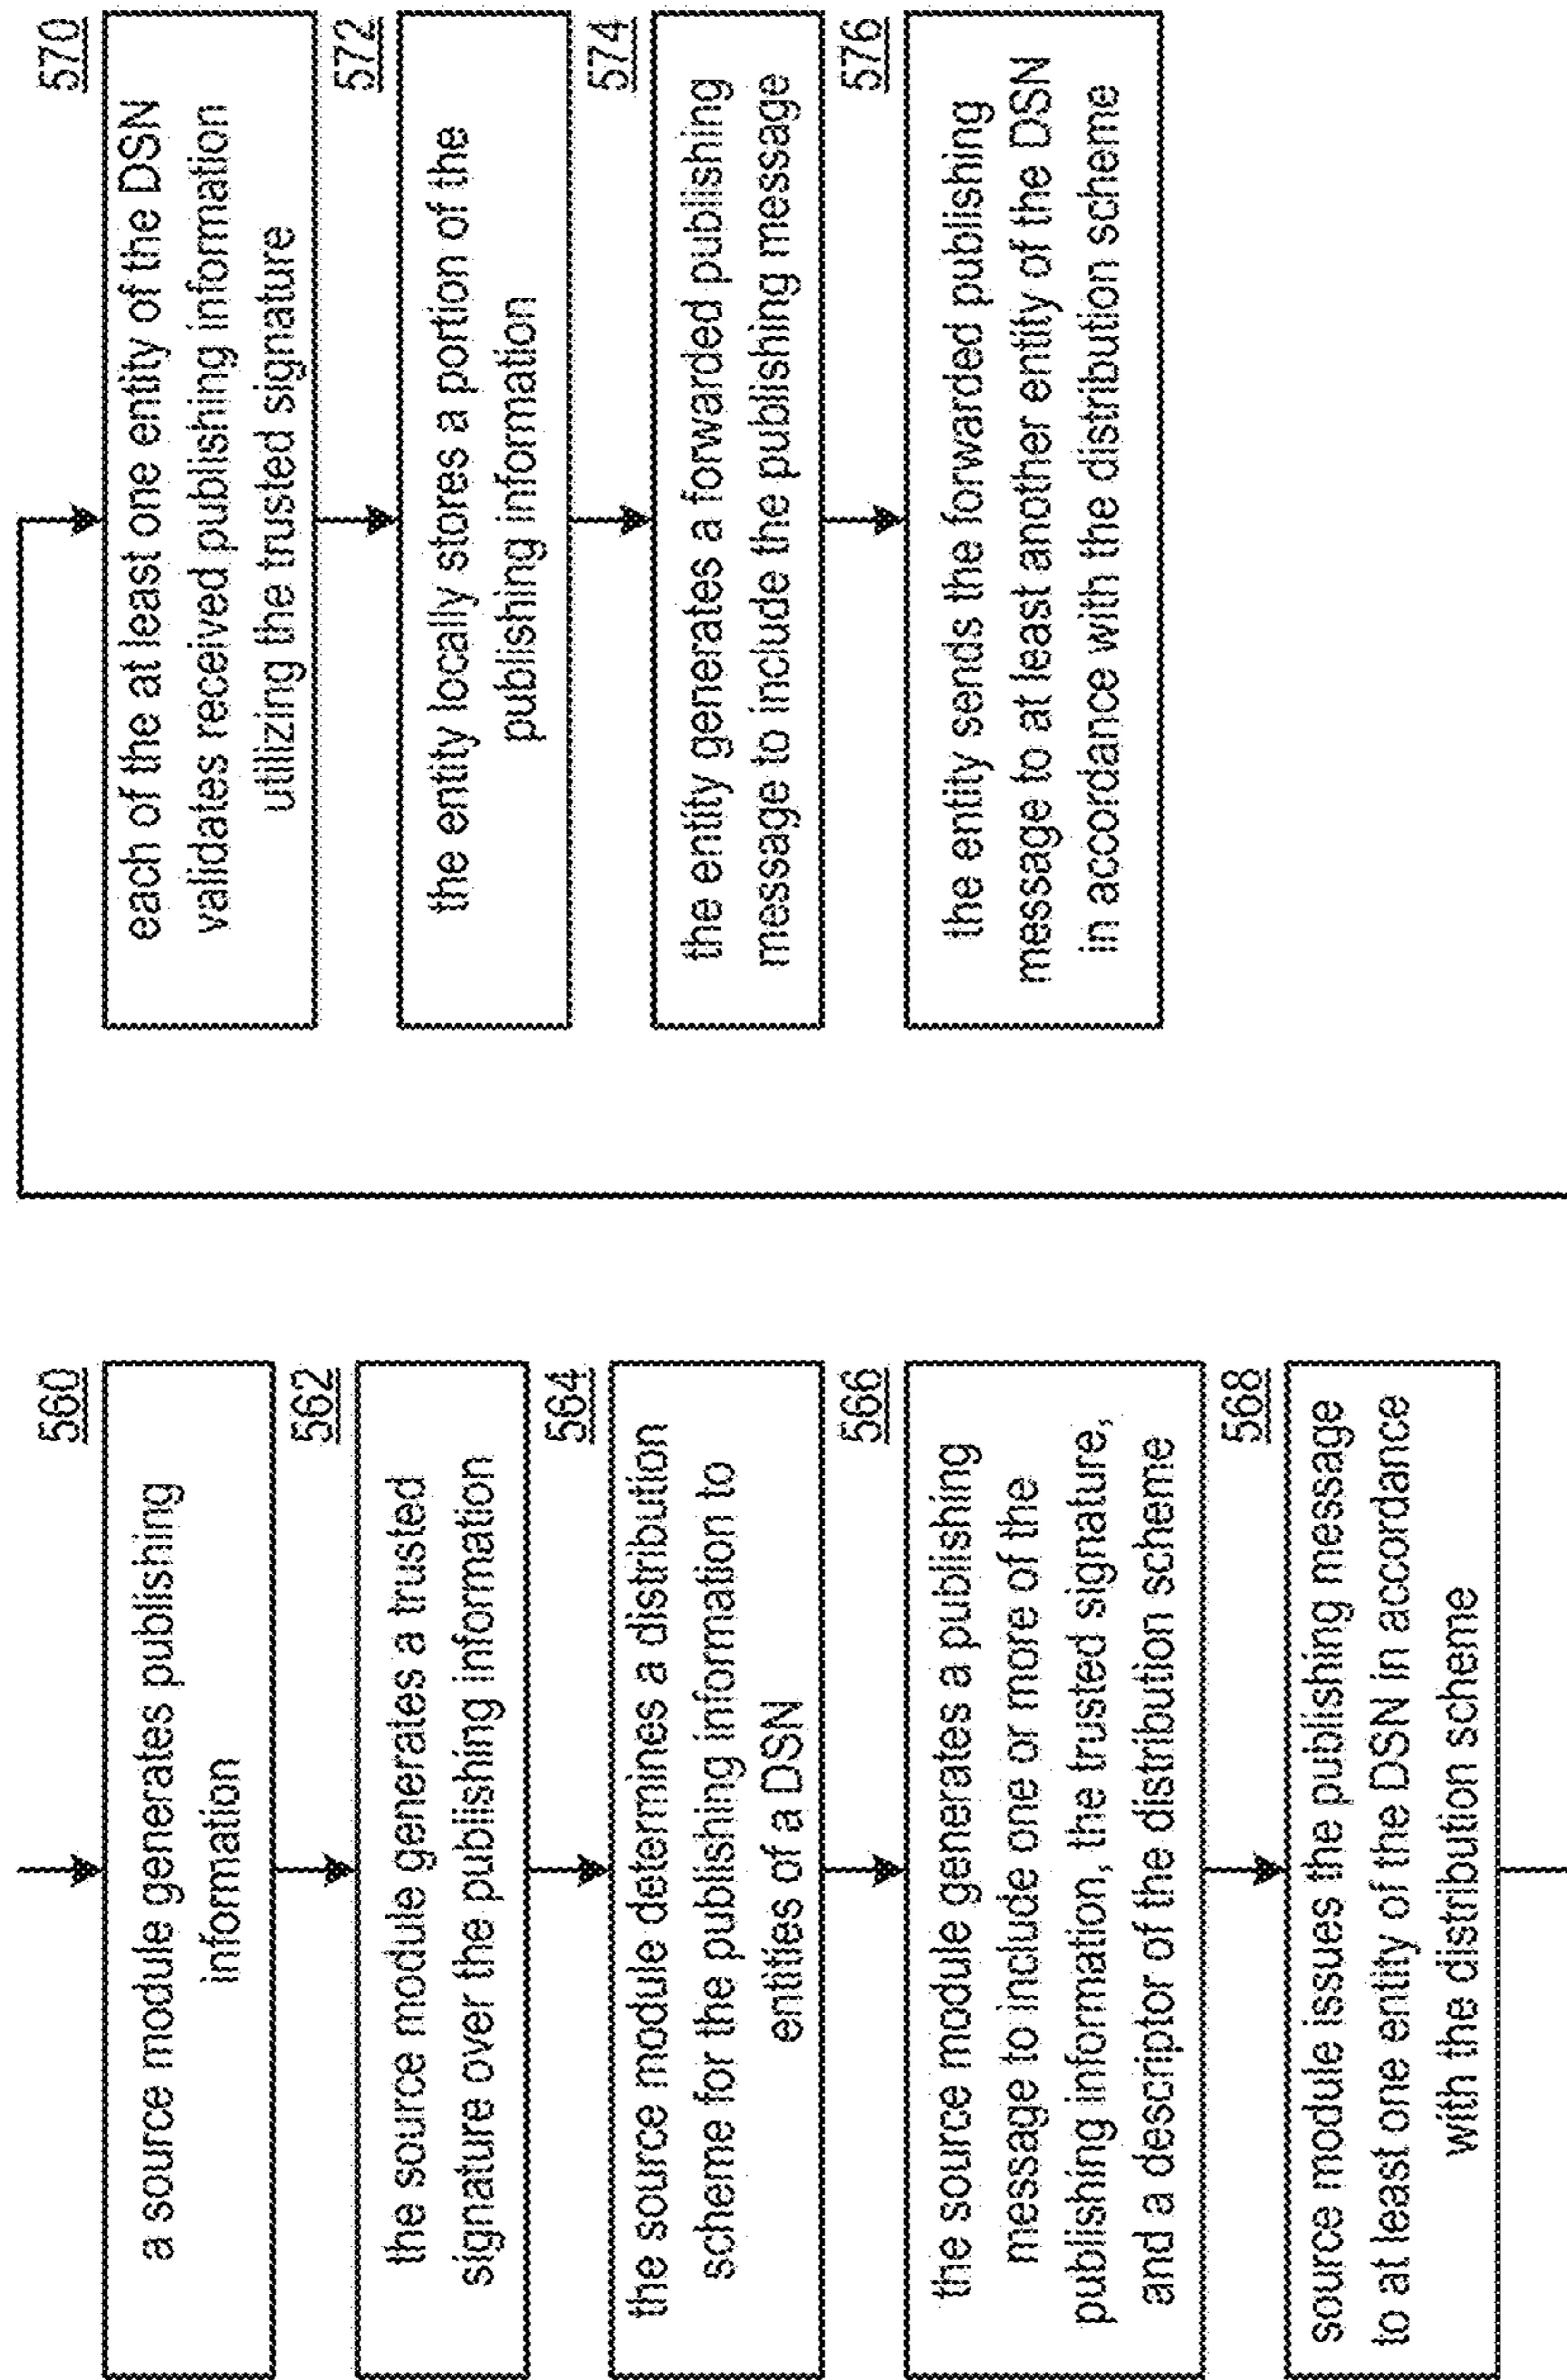 560
a source module generates publishing
information
562
the source module generates a trusted
signature over the publishing information
564
the source module determines a distribution
scheme for the publishing information to
entities of a DSN
566
the source module generates a publishing
message to include one or more of the
publishing information, the trusted signature,
and a descriptor of the distribution scheme
568
source module issues the publishing message
to at least one entity of the DSN in accordance
with the distribution scheme
570
each of the at least one entity of the DSN
validates received publishing information
utilizing the trusted signature
572
the entity locally stores a portion of the
publishing information
574
the entity generates a forwarded publishing
message to include the publishing message
576
the entity sends the forwarded publishing
message to at least another entity of the DSN
in accordance with the distribution scheme